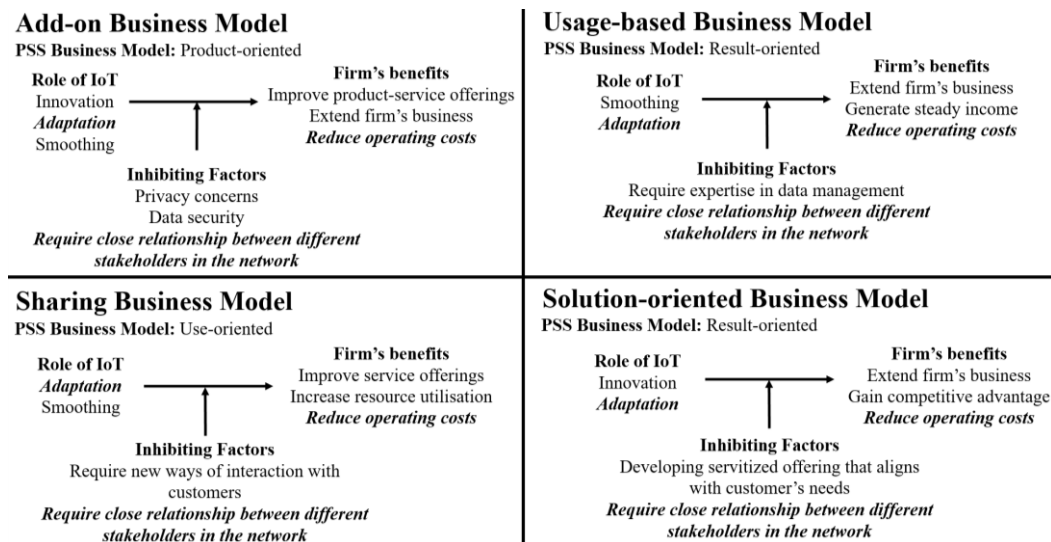 Add-on Business Model
PSS Business Model: Product-oriented
Role of IoT
Innovation
Adaptation
Smoothing
Firm's benefits
Improve product-service offerings
Extend firm's business
Reduce operating costs
Inhibiting Factors
Privacy concerns
Data security
Require close relationship between different
stakeholders in the network
Usage-based Business Model
PSS Business Model: Result-oriented
Role of IoT
Smoothing
Adaptation
Firm's benefits
Extend firm's business
Generate steady income
Reduce operating costs
Inhibiting Factors
Require expertise in data management
Require close relationship between different
stakeholders in the network
Sharing Business Model
PSS Business Model: Use-oriented
Role of IoT
Adaptation
Smoothing
Firm's benefits
Improve service offerings
Increase resource utilisation
Reduce operating costs
Inhibiting Factors
Require new ways of interaction with
customers
Require close relationship between different
stakeholders in the network
Solution-oriented Business Model
PSS Business Model: Result-oriented
Role of IoT
Innovation
Adaptation
Firm's benefits
Extend firm's business
Gain competitive advantage
Reduce operating costs
Inhibiting Factors
Developing servitized offering that aligns
with customer's needs
Require close relationship between different
stakeholders in the network